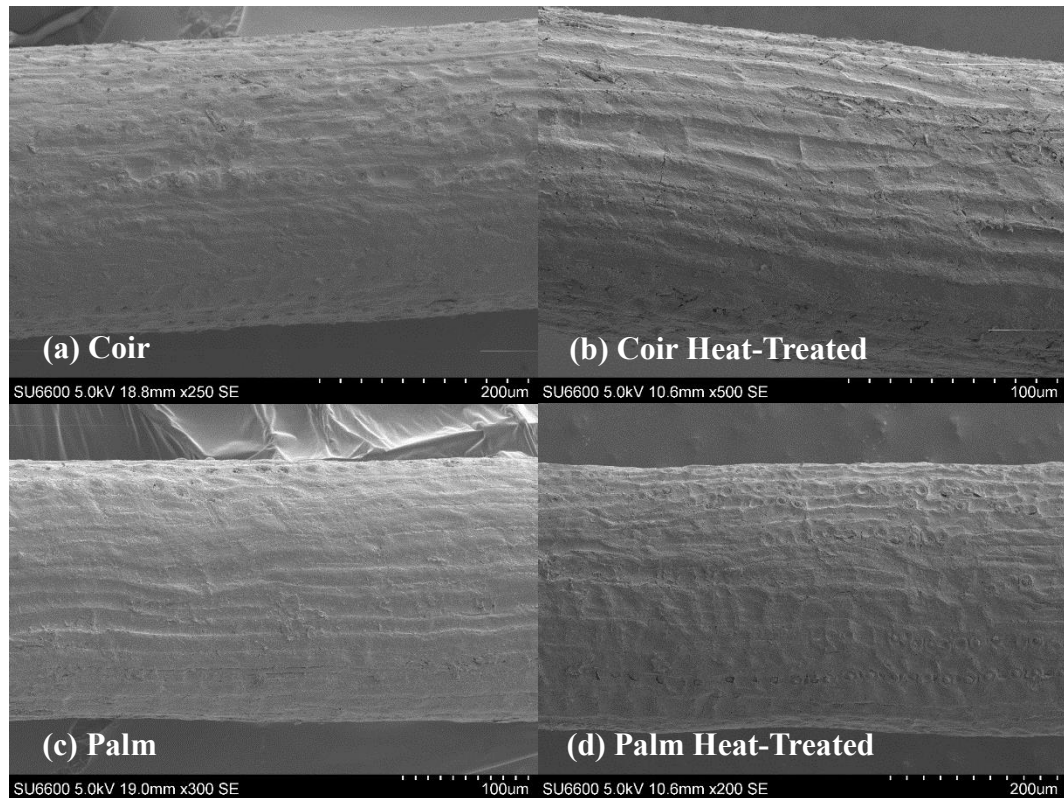 (a) Coir
SU6600 5.0kV 18.8mm x250 SE 200um
(b) Coir Heat-Treated
SU6600 5.0kV 10.6mm x500 SE 100um
(c) Palm
SU6600 5.0kV 19.0mm x300 SE 100um
(d) Palm Heat-Treated
SU6600 5.0kV 10.6mm x200 SE 200um